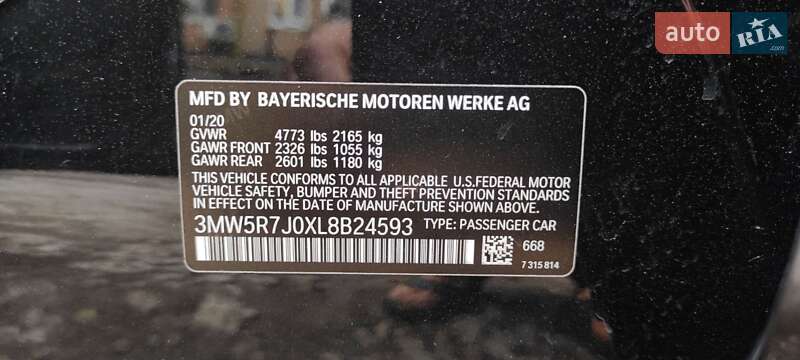 auto RIA.com
MFD BY BAYERISCHE MOTOREN WERKE AG
01/20
GVWR 4773 lbs 2165 kg
GAWR FRONT 2326 lbs 1055 kg
GAWR REAR 2601 lbs 1180 kg
THIS VEHICLE CONFORMS TO ALL APPLICABLE U.S.FEDERAL MOTOR
VEHICLE SAFETY, BUMPER AND THEFT PREVENTION STANDARDS
IN EFFECT ON THE DATE OF MANUFACTURE SHOWN ABOVE.
3MW5R7J0XL8B24593 TYPE: PASSENGER CAR
668
7 315 814